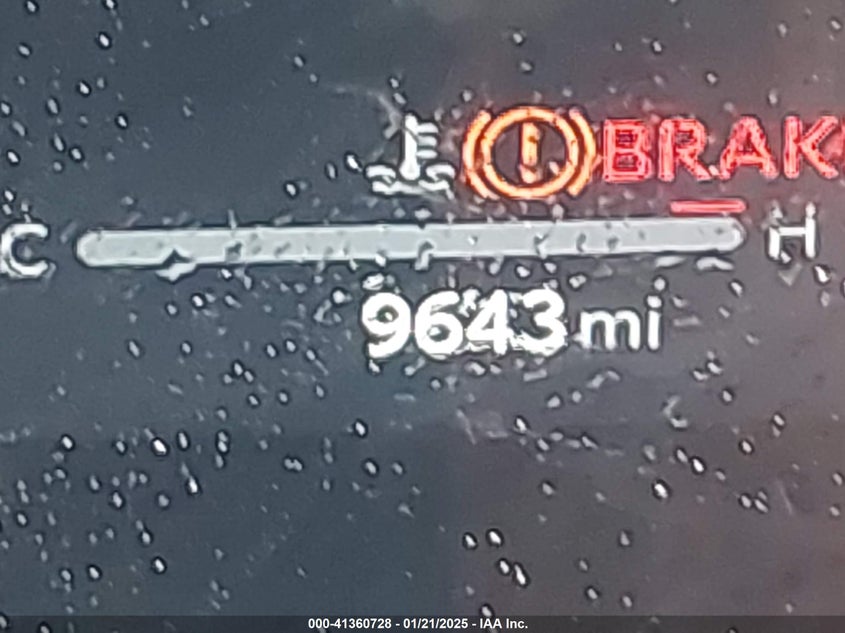 BRAK
C H
9643 mi
000-41360728 - 01/21/2025 - IAA Inc.